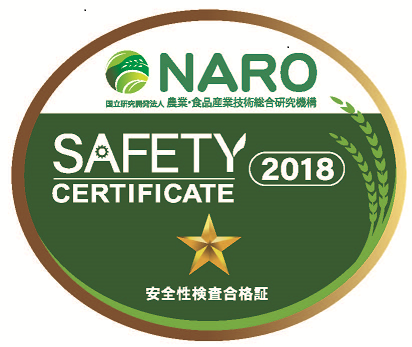 NARO
国立研究開発法人 農業・食品産業技術総合研究機構
SAFETY
CERTIFICATE
2018
安全性検査合格証